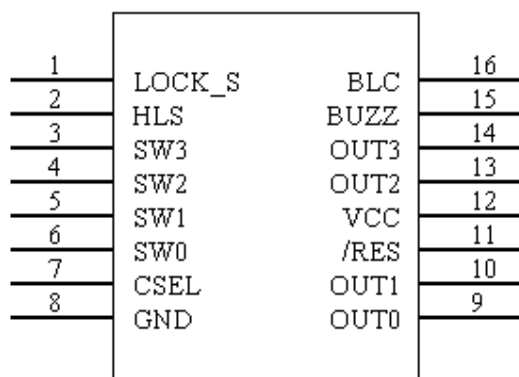 1 LOCK_S BLC 16
2 HLS BUZZ 15
3 SW3 OUT3 14
4 SW2 OUT2 13
5 SW1 VCC 12
6 SW0 /RES 11
7 CSEL OUT1 10
8 GND OUT0 9